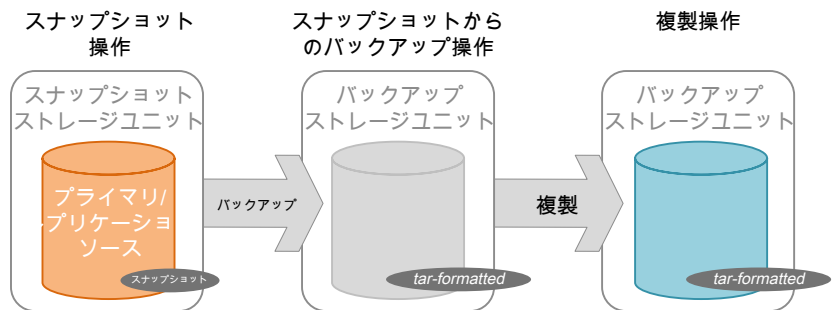 スナップショット
操作
スナップショットから
のバックアップ操作
複製操作
スナップショット
ストレージユニット
バックアップ
ストレージユニット
バックアップ
ストレージユニット
プライマリ/
プリケーショ
ソース
バックアップ
複製
スナップショット
tar-formatted
tar-formatted